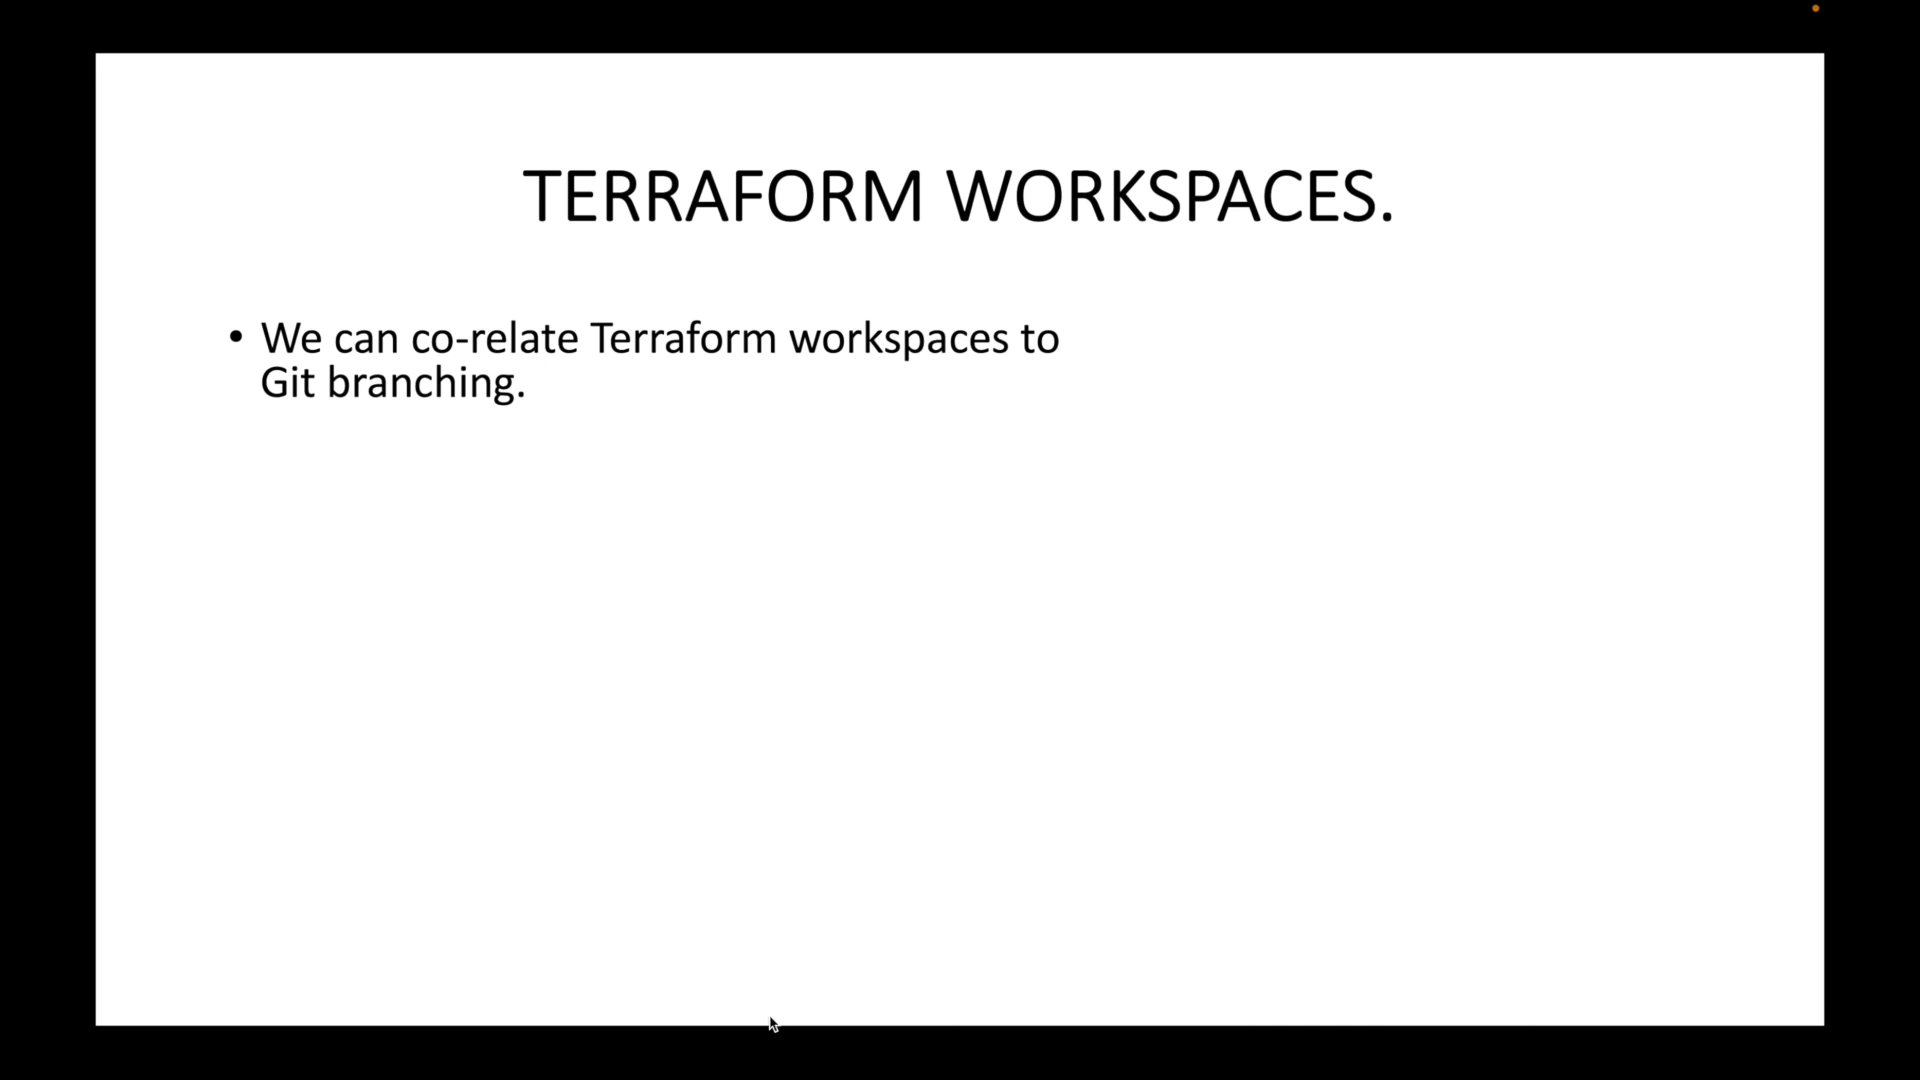 TERRAFORM WORKSPACES.
• We can co-relate Terraform workspaces to
Git branching.